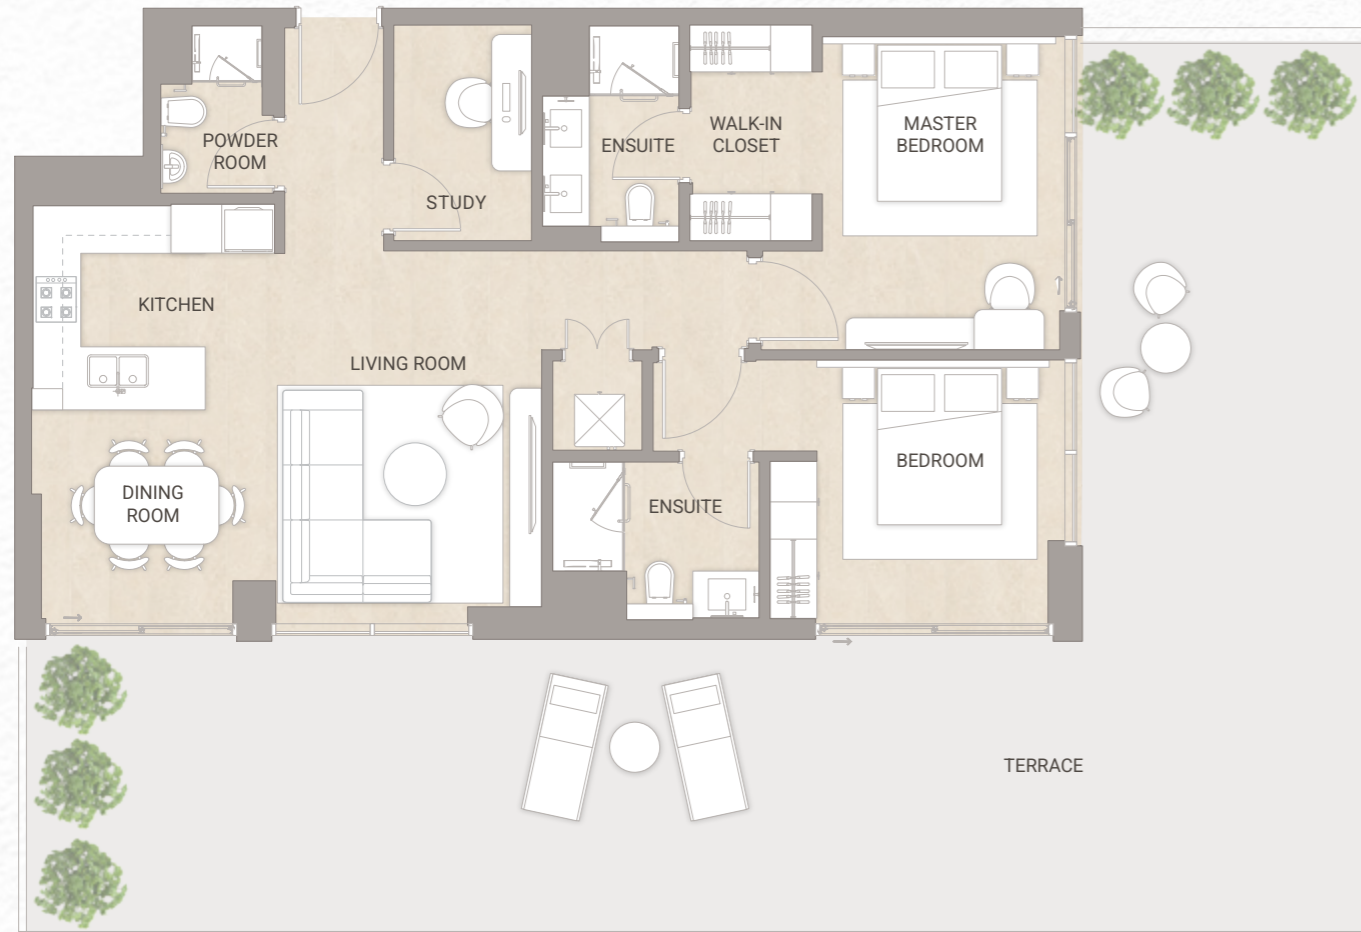 POWDER
ROOM
STUDY
ENSUITE
WALK-IN
CLOSET
MASTER
BEDROOM
KITCHEN
LIVING ROOM
DINING
ROOM
ENSUITE
BEDROOM
TERRACE